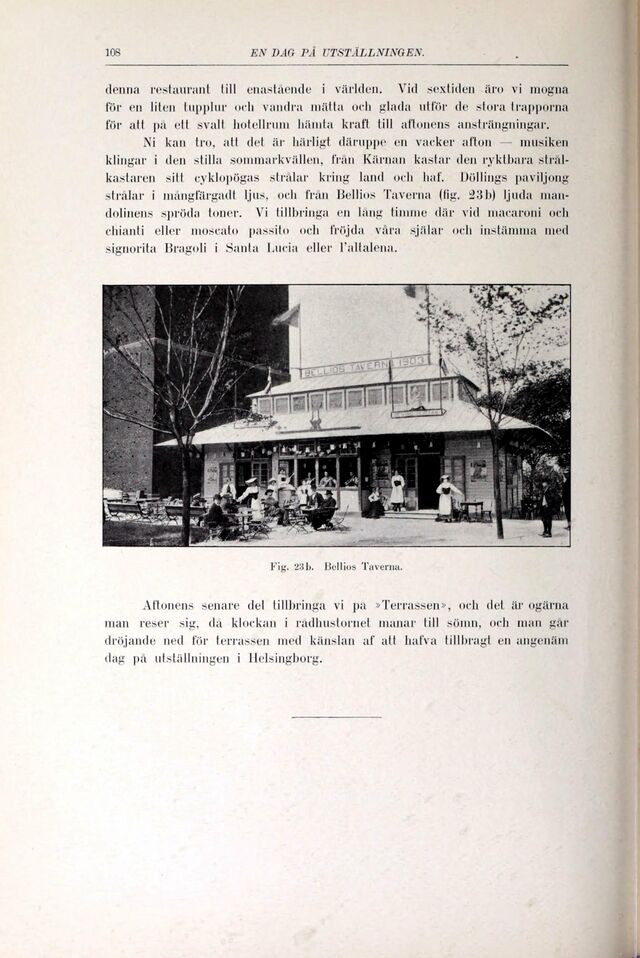 108 EN DAG PÅ UTSTÄLLNINGEN.
denna restaurant till enastående i världen. Vid sextiden äro vi mogna
för en liten tupplur och vandra mätta och glada utför de stora trapporna
för att på ett svalt hotellrum hämta kraft till aftonens ansträngningar.
Ni kan tro, att det är härligt däruppe en vacker afton — musiken
klingar i den stilla sommarkvällen, från Kärnan kastar den ryktbara strål-
kastaren sitt cyklopögas strålar kring land och haf. Döllings paviljong
strålar i mångfärgadt ljus, och från Bellios Taverna (fig. 23b) ljuda man-
dolinens spröda toner. Vi tillbringa en lång timme där vid macaroni och
chianti eller moscato passito och fröjda våra själar och instämma med
signorita Bragoli i Santa Lucia eller l'altalena.
BELLIOS TAVERNA 1903
Fig. 23b. Bellios Taverna.
Aftonens senare del tillbringa vi på »Terrassen», och det är ogärna
man reser sig, då klockan i rådhustornet manar till sömn, och man går
dröjande ned för terrassen med känslan af att hafva tillbragt en angenäm
dag på utställningen i Helsingborg.